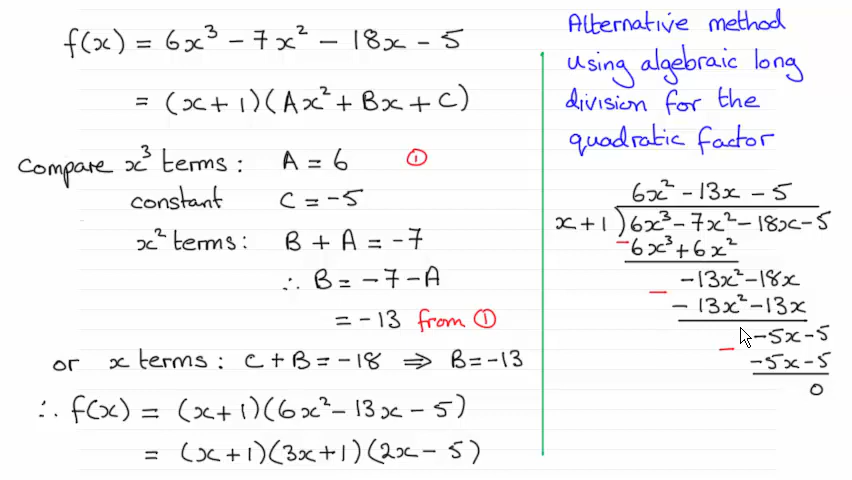 f(x) = 6x³ - 7x² - 18x - 5
= (x+1)(Ax² + Bx + C)
Compare x³ terms: A = 6 ①
constant C = -5
x² terms: B + A = -7
∴ B = -7 - A
= -13 from ①
or x terms: C + B = -18 ⇒ B = -13
∴ f(x) = (x+1)(6x² - 13x - 5)
= (x+1)(3x+1)(2x - 5)
Alternative method
using algebraic long
division for the
quadratic factor
6x² - 13x - 5
x + 1 ) 6x³ - 7x² - 18x - 5
- 6x³ + 6x²
-13x² - 18x
- - 13x² - 13x
-5x - 5
- -5x - 5
0